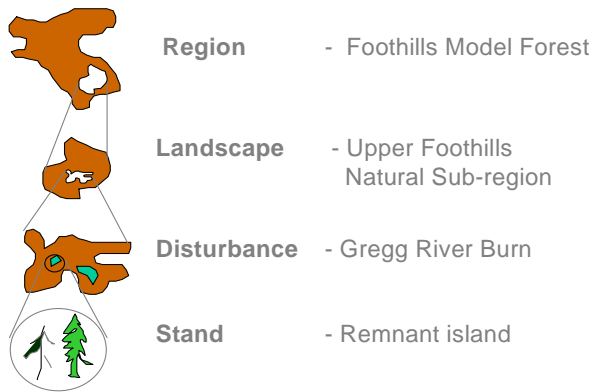 Region - Foothills Model Forest
Landscape - Upper Foothills
Natural Sub-region
Disturbance - Gregg River Burn
Stand - Remnant island